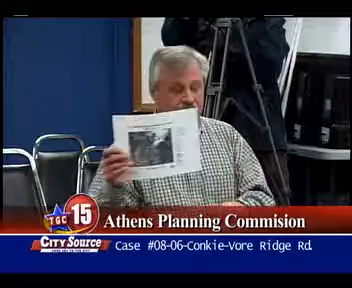 TGC
15
CITY SOURCE
Athens Planning Commision
Case #08-06-Conkie-Vore Ridge Rd.